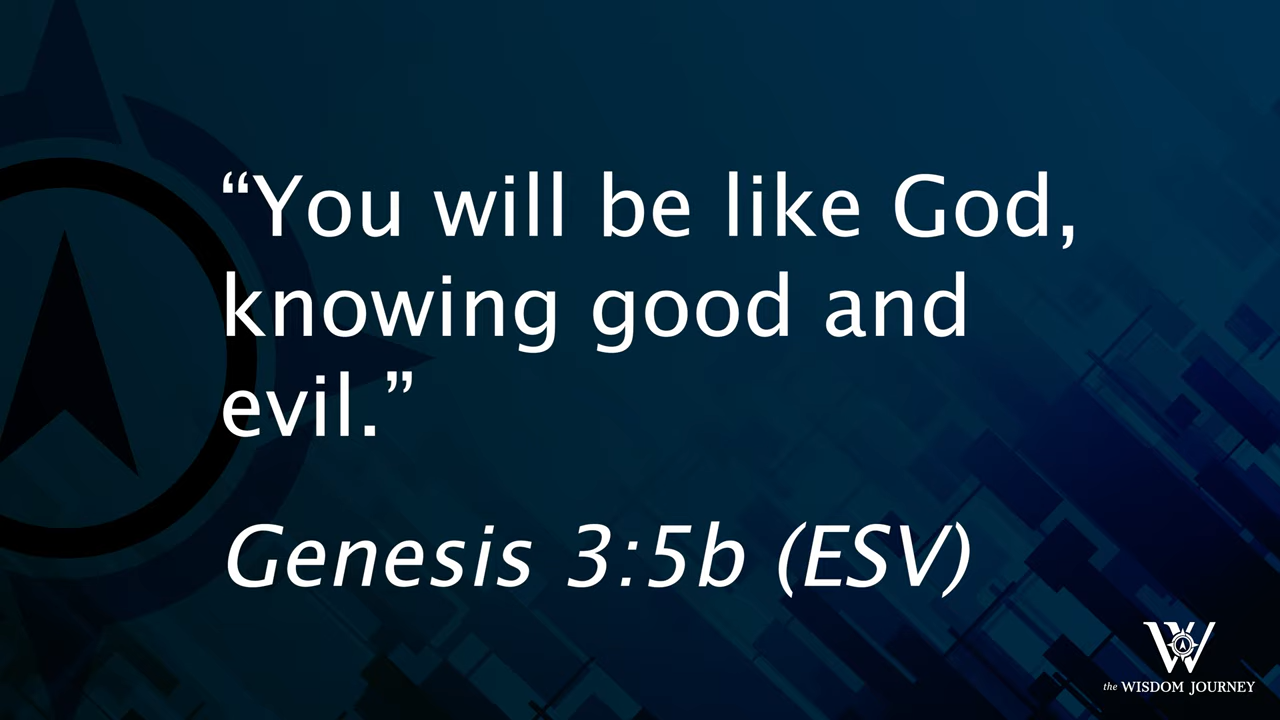 “You will be like God,
knowing good and
evil.”
Genesis 3:5b (ESV)
W
the WISDOM JOURNEY